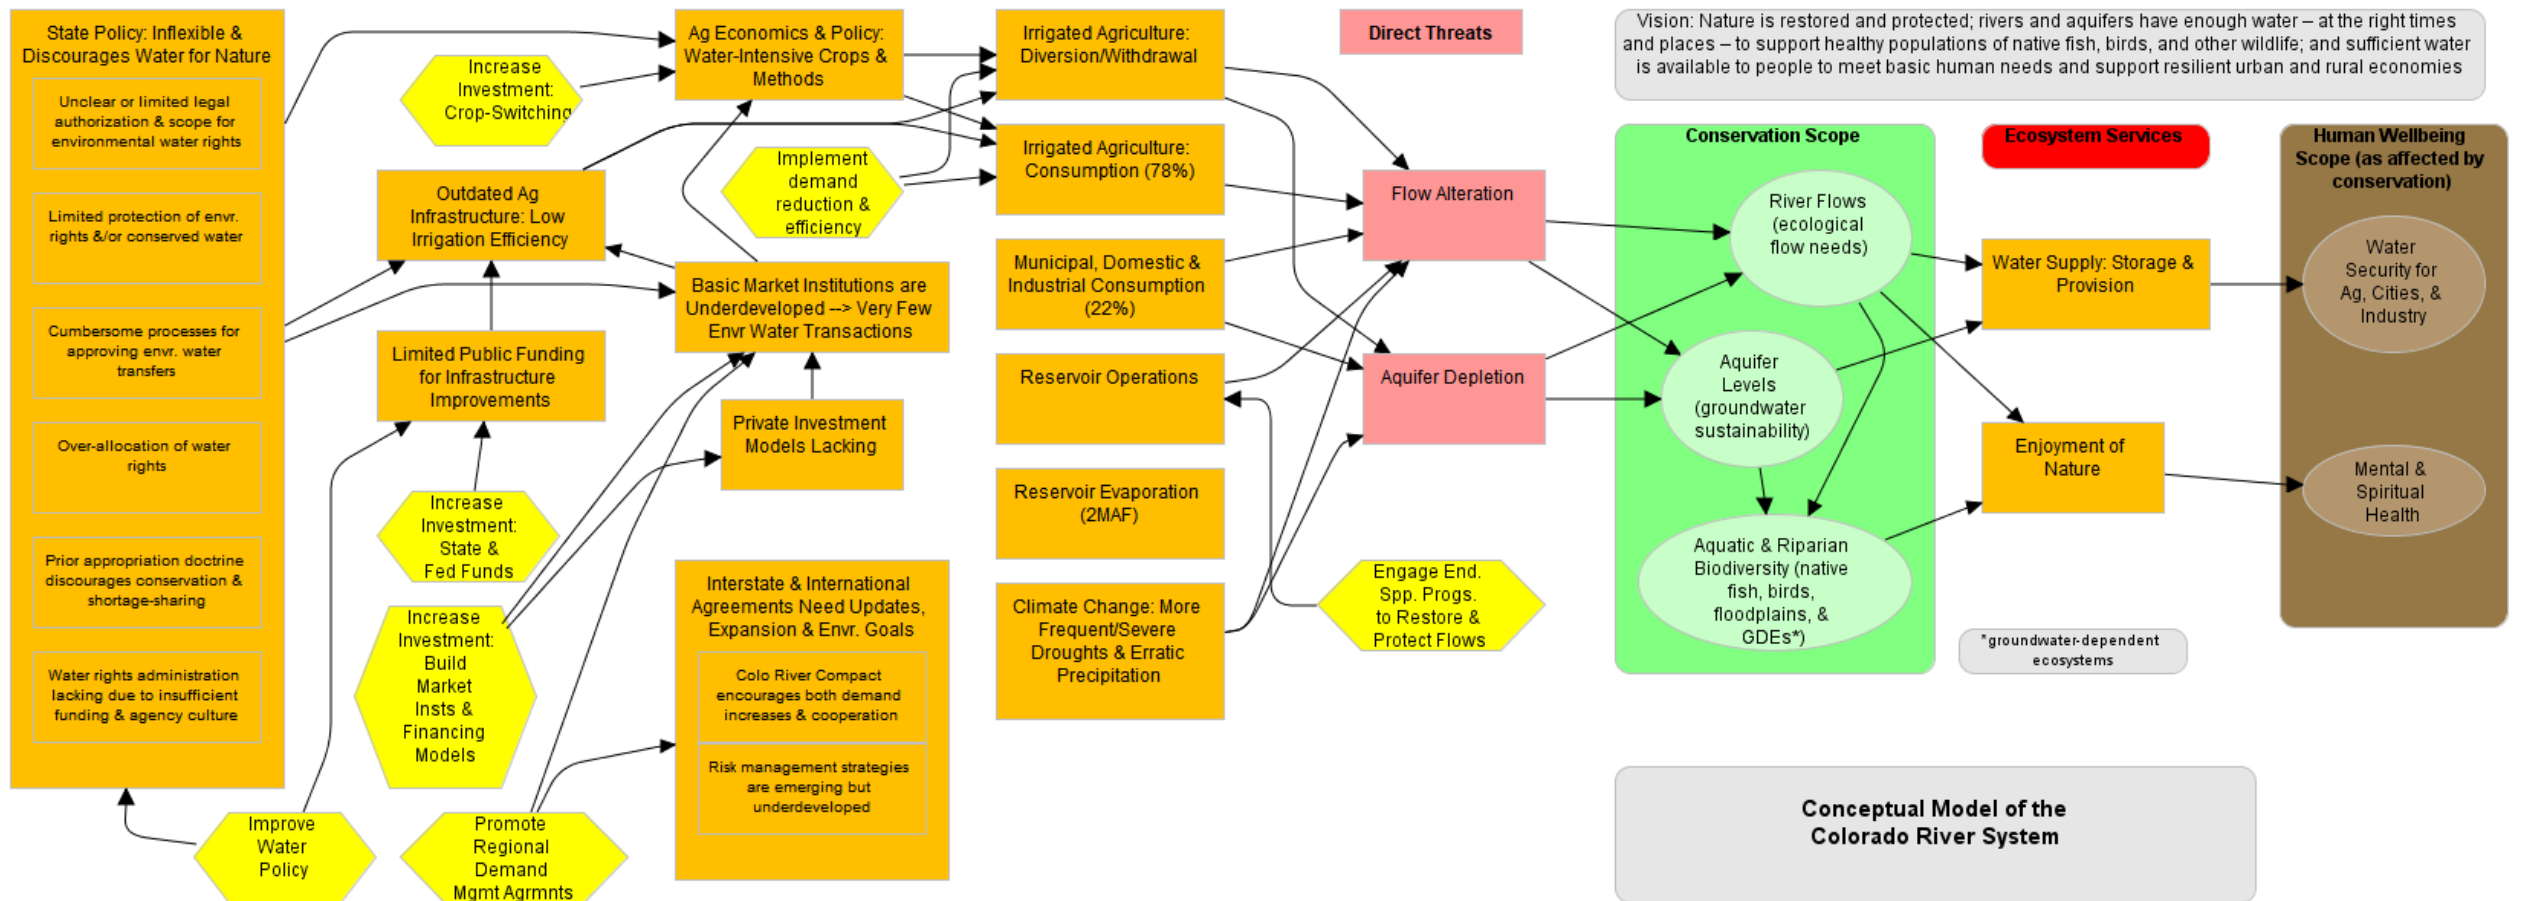 State Policy: Inflexible &
Discourages Water for Nature
Unclear or limited legal
authorization & scope for
environmental water rights
Limited protection of envr.
rights &/or conserved water
Cumbersome processes for
approving envr. water
transfers
Over-allocation of water
rights
Prior appropriation doctrine
discourages conservation &
shortage-sharing
Water rights administration
lacking due to insufficient
funding & agency culture
Improve
Water
Policy
Increase
Investment:
Crop-Switching
Outdated Ag
Infrastructure: Low
Irrigation Efficiency
Limited Public Funding
for Infrastructure
Improvements
Increase
Investment:
State &
Fed Funds
Increase
Investment:
Build
Market
Insts &
Financing
Models
Promote
Regional
Demand
Mgmt Agrmnts
Ag Economics & Policy:
Water-Intensive Crops &
Methods
Implement
demand
reduction &
efficiency
Basic Market Institutions are
Underdeveloped --> Very Few
Envr Water Transactions
Private Investment
Models Lacking
Interstate & International
Agreements Need Updates,
Expansion & Envr. Goals
Colo River Compact
encourages both demand
increases & cooperation
Risk management strategies
are emerging but
underdeveloped
Irrigated Agriculture:
Diversion/Withdrawal
Irrigated Agriculture:
Consumption (78%)
Municipal, Domestic &
Industrial Consumption
(22%)
Reservoir Operations
Reservoir Evaporation
(2MAF)
Climate Change: More
Frequent/Severe
Droughts & Erratic
Precipitation
Direct Threats
Flow Alteration
Aquifer Depletion
Engage End.
Spp. Progs.
to Restore &
Protect Flows
Vision: Nature is restored and protected; rivers and aquifers have enough water – at the right times
and places – to support healthy populations of native fish, birds, and other wildlife; and sufficient water
is available to people to meet basic human needs and support resilient urban and rural economies
Conservation Scope
River Flows
(ecological
flow needs)
Aquifer
Levels
(groundwater
sustainability)
Aquatic & Riparian
Biodiversity (native
fish, birds,
floodplains, &
GDEs*)
Ecosystem Services
Water Supply: Storage &
Provision
Enjoyment of
Nature
*groundwater-dependent
ecosystems
Human Wellbeing
Scope (as affected by
conservation)
Water
Security for
Ag, Cities, &
Industry
Mental &
Spiritual
Health
Conceptual Model of the
Colorado River System